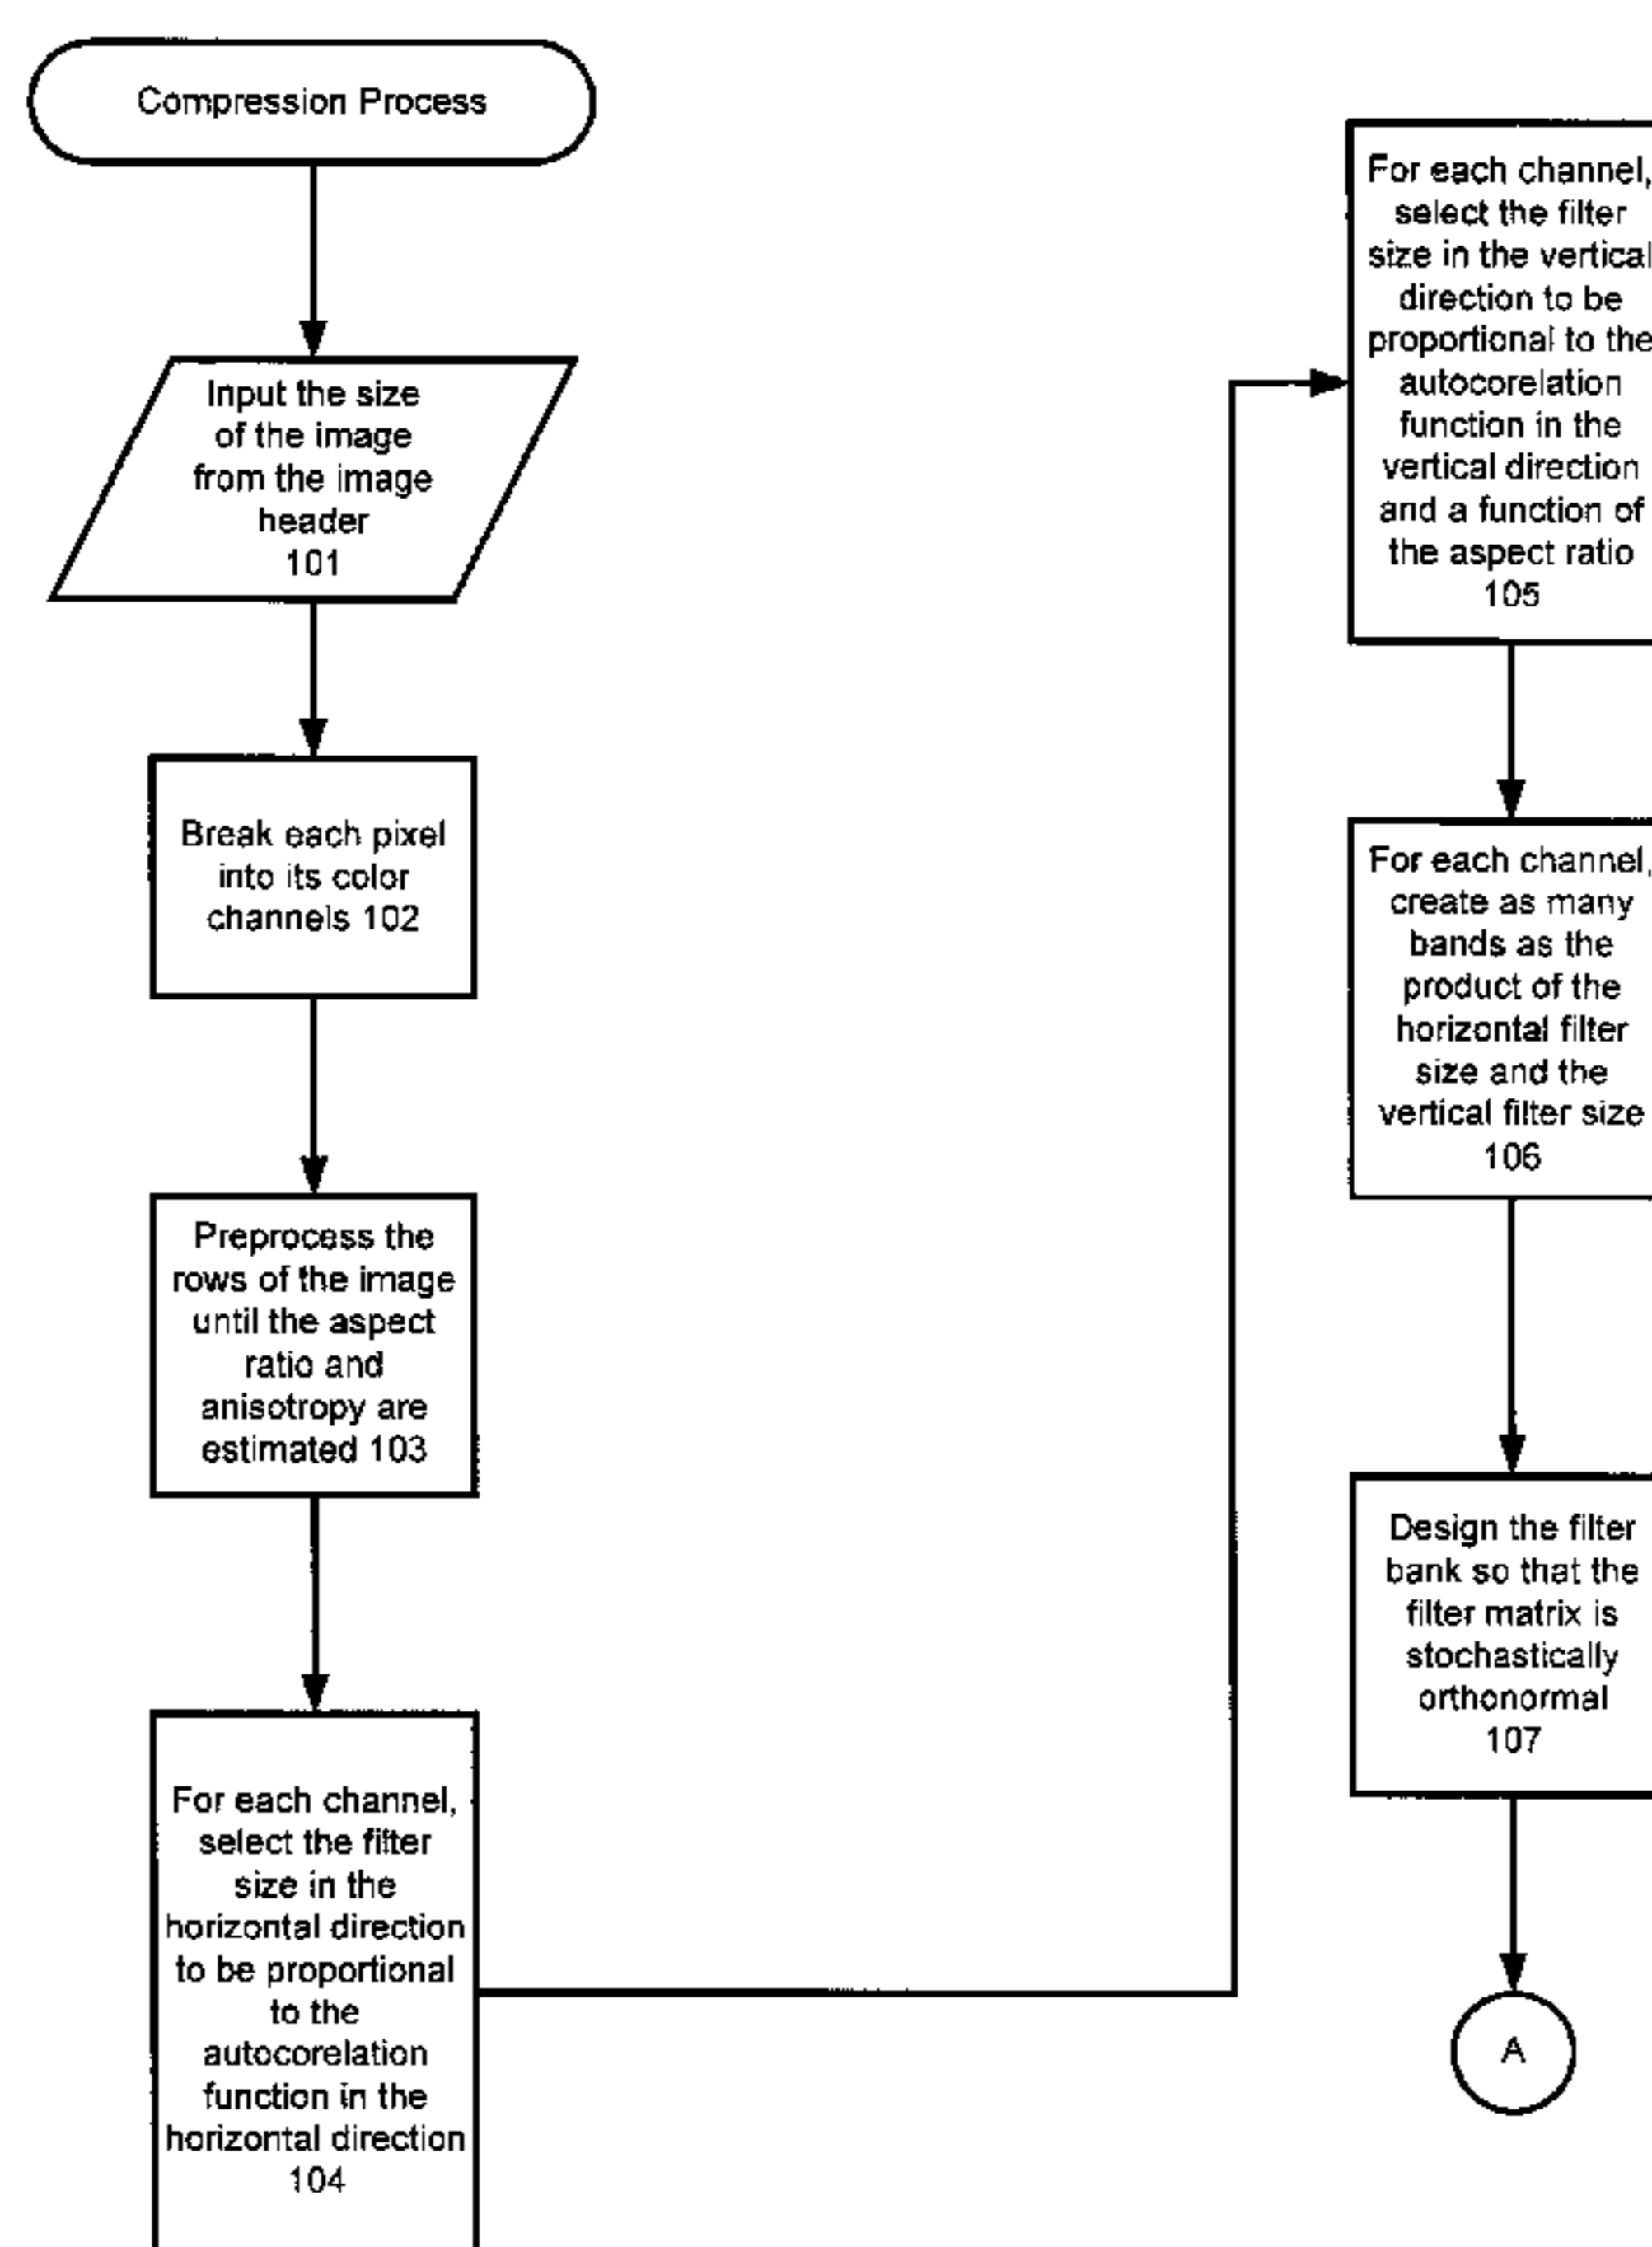 Compression Process
Input the size
of the image
from the image
header
101
Break each pixel
into its color
channels 102
Preprocess the
rows of the image
until the aspect
ratio and
anisotropy are
estimated 103
For each channel,
select the filter
size in the
horizontal direction
to be proportional
to the
autocorelation
function in the
horizontal direction
104
For each channel,
select the filter
size in the vertical
direction to be
proportional to the
autocorelation
function in the
vertical direction
and a function of
the aspect ratio
105
For each channel,
create as many
bands as the
product of the
horizontal filter
size and the
vertical filter size
106
Design the filter
bank so that the
filter matrix is
stochastically
orthonormal
107
A